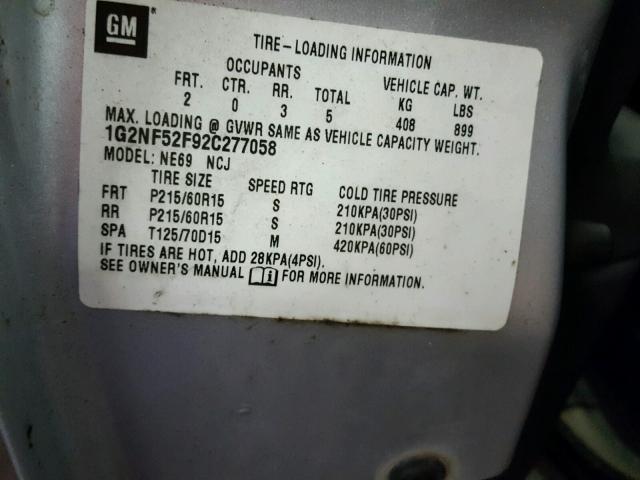 GM ®
TIRE-LOADING INFORMATION
OCCUPANTS VEHICLE CAP. WT.
FRT. CTR. RR. TOTAL KG LBS
2 0 3 5 408 899
MAX. LOADING @ GVWR SAME AS VEHICLE CAPACITY WEIGHT.
1G2NF52F92C277058
MODEL: NE69 NCJ
TIRE SIZE SPEED RTG COLD TIRE PRESSURE
FRT P215/60R15 S 210KPA(30PSI)
RR P215/60R15 S 210KPA(30PSI)
SPA T125/70D15 M 420KPA(60PSI)
IF TIRES ARE HOT, ADD 28KPA(4PSI).
SEE OWNER'S MANUAL FOR MORE INFORMATION.